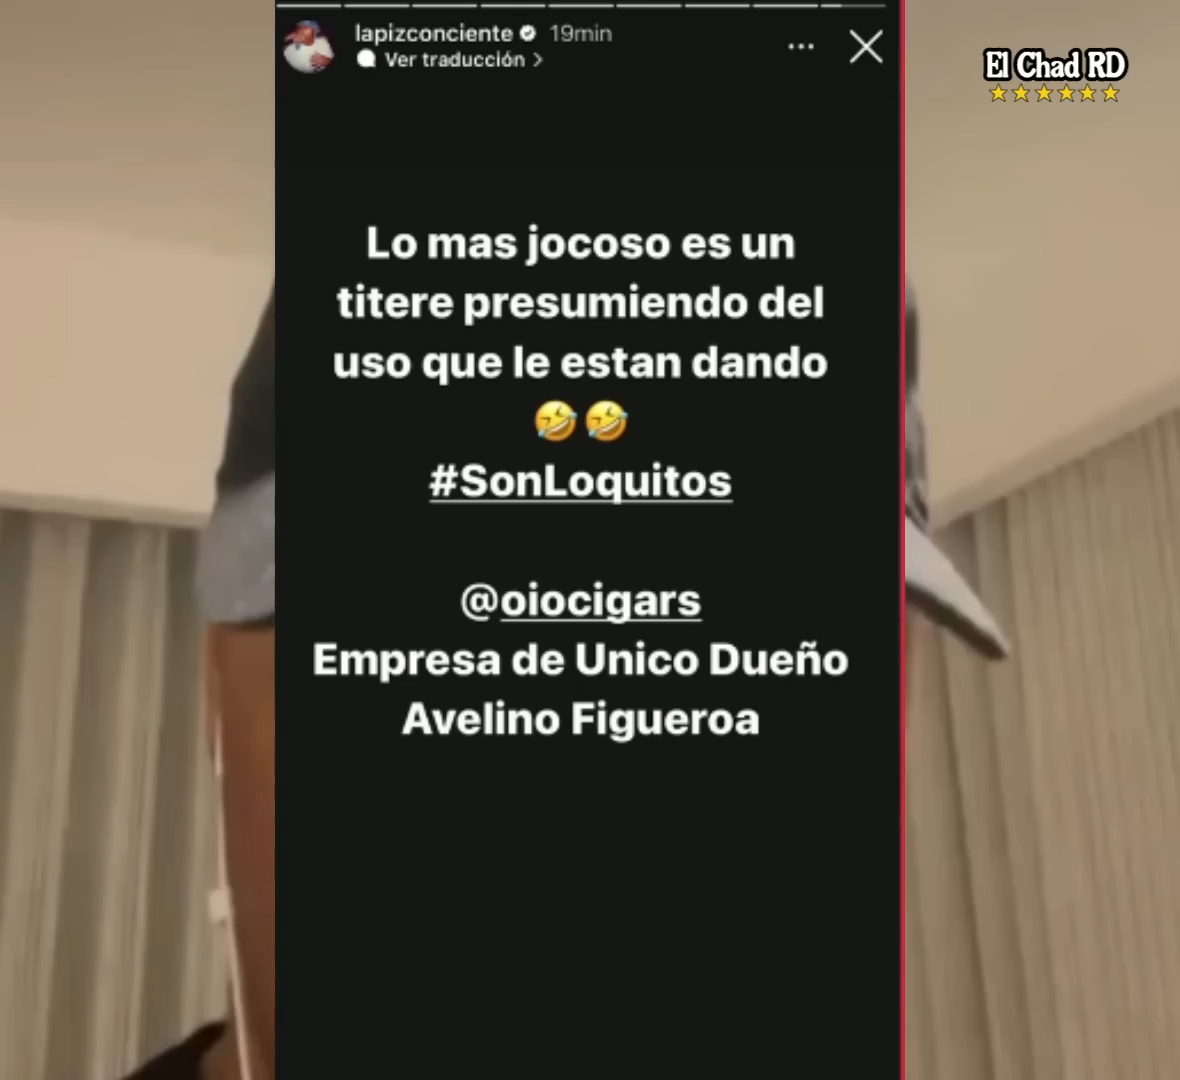 lapizconciente 19min
Ver traducción >
El Chad RD
Lo mas jocoso es un
titere presumiendo del
uso que le estan dando
🤣🤣
#SonLoquitos
@oiocigars
Empresa de Unico Dueño
Avelino Figueroa